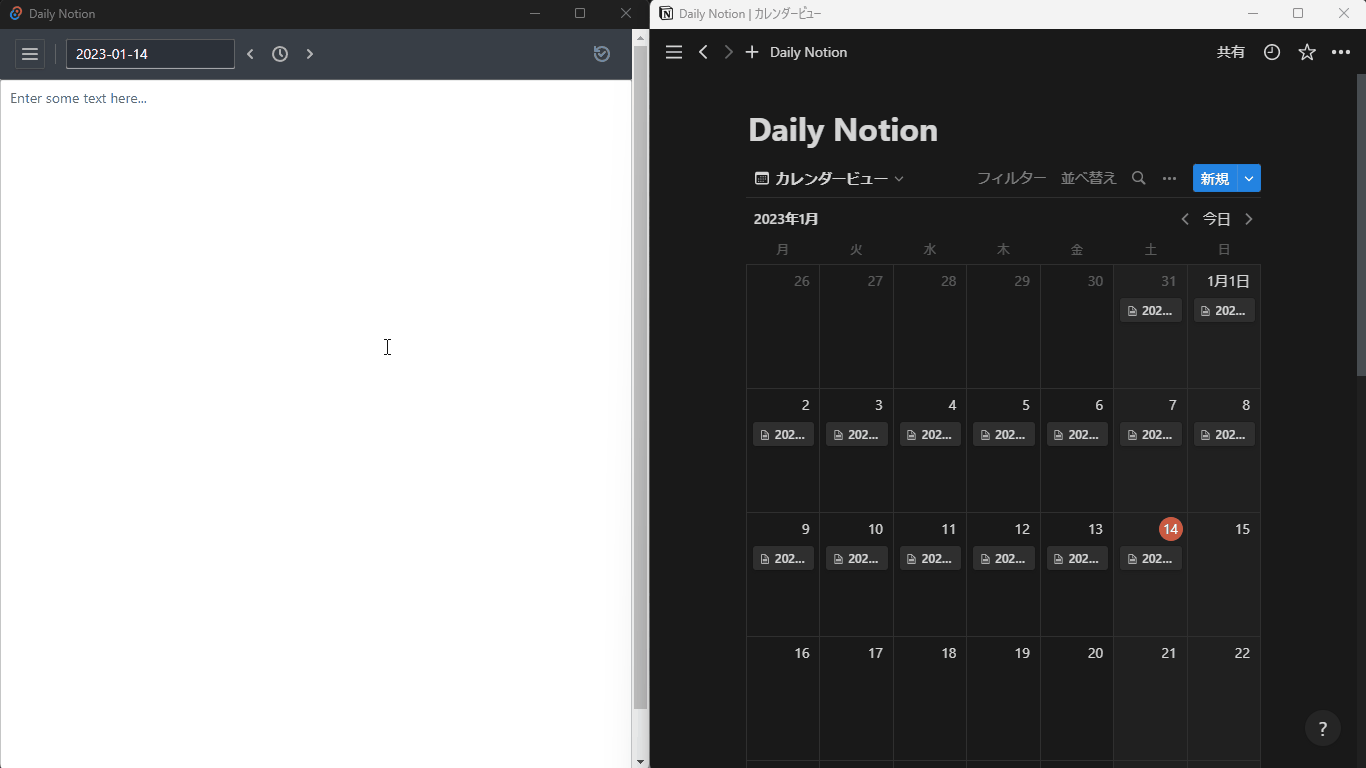 Daily Notion
2023-01-14
Enter some text here...
Daily Notion | カレンダービュー
Daily Notion
共有
Daily Notion
カレンダービュー
フィルター 並べ替え 新規
2023年1月
今日
月 火 水 木 金 土 日
26 27 28 29 30 31 1月1日
202... 202...
2 3 4 5 6 7 8
202... 202... 202... 202... 202... 202... 202...
9 10 11 12 13 14 15
202... 202... 202... 202... 202... 202...
16 17 18 19 20 21 22
?